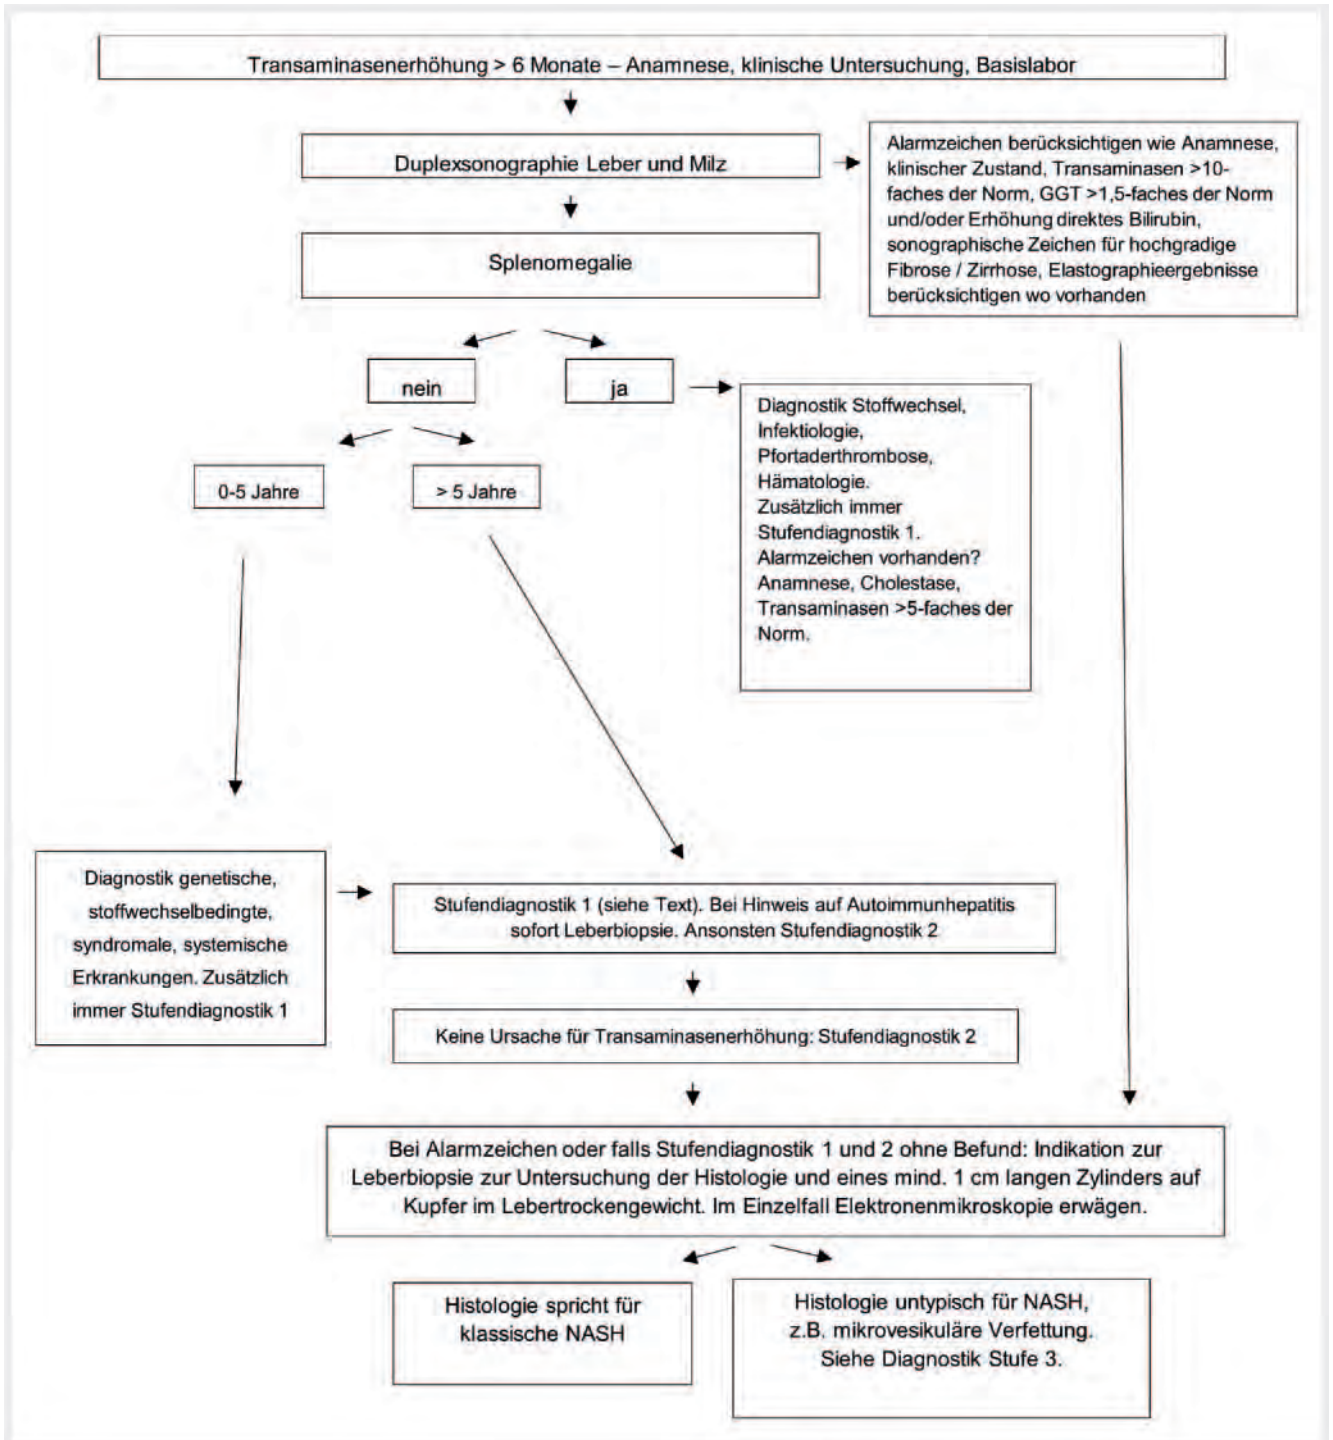 Transaminasenerhöhung > 6 Monate – Anamnese, klinische Untersuchung, Basislabor
Duplexsonographie Leber und Milz
Alarmzeichen berücksichtigen wie Anamnese,
klinischer Zustand, Transaminasen >10-
faches der Norm, GGT >1,5-faches der Norm
und/oder Erhöhung direktes Bilirubin,
sonographische Zeichen für hochgradige
Fibrose / Zirrhose, Elastographieergebnisse
berücksichtigen wo vorhanden
Splenomegalie
nein
ja
Diagnostik Stoffwechsel,
Infektiologie,
Pfortaderthrombose,
Hämatologie.
Zusätzlich immer
Stufendiagnostik 1.
Alarmzeichen vorhanden?
Anamnese, Cholestase,
Transaminasen >5-faches der
Norm.
0-5 Jahre
> 5 Jahre
Diagnostik genetische,
stoffwechselbedingte,
syndromale, systemische
Erkrankungen. Zusätzlich
immer Stufendiagnostik 1
Stufendiagnostik 1 (siehe Text). Bei Hinweis auf Autoimmunhepatitis
sofort Leberbiopsie. Ansonsten Stufendiagnostik 2
Keine Ursache für Transaminasenerhöhung: Stufendiagnostik 2
Bei Alarmzeichen oder falls Stufendiagnostik 1 und 2 ohne Befund: Indikation zur
Leberbiopsie zur Untersuchung der Histologie und eines mind. 1 cm langen Zylinders auf
Kupfer im Lebertrockengewicht. Im Einzelfall Elektronenmikroskopie erwägen.
Histologie spricht für
klassische NASH
Histologie untypisch für NASH,
z.B. mikrovesikuläre Verfettung.
Siehe Diagnostik Stufe 3.